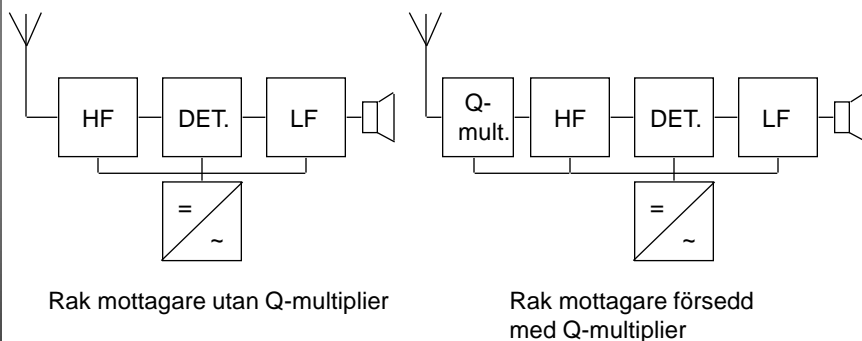 HF
DET.
LF
=
~
Rak mottagare utan Q-multiplier
Q-
mult.
HF
DET.
LF
=
~
Rak mottagare försedd
med Q-multiplier